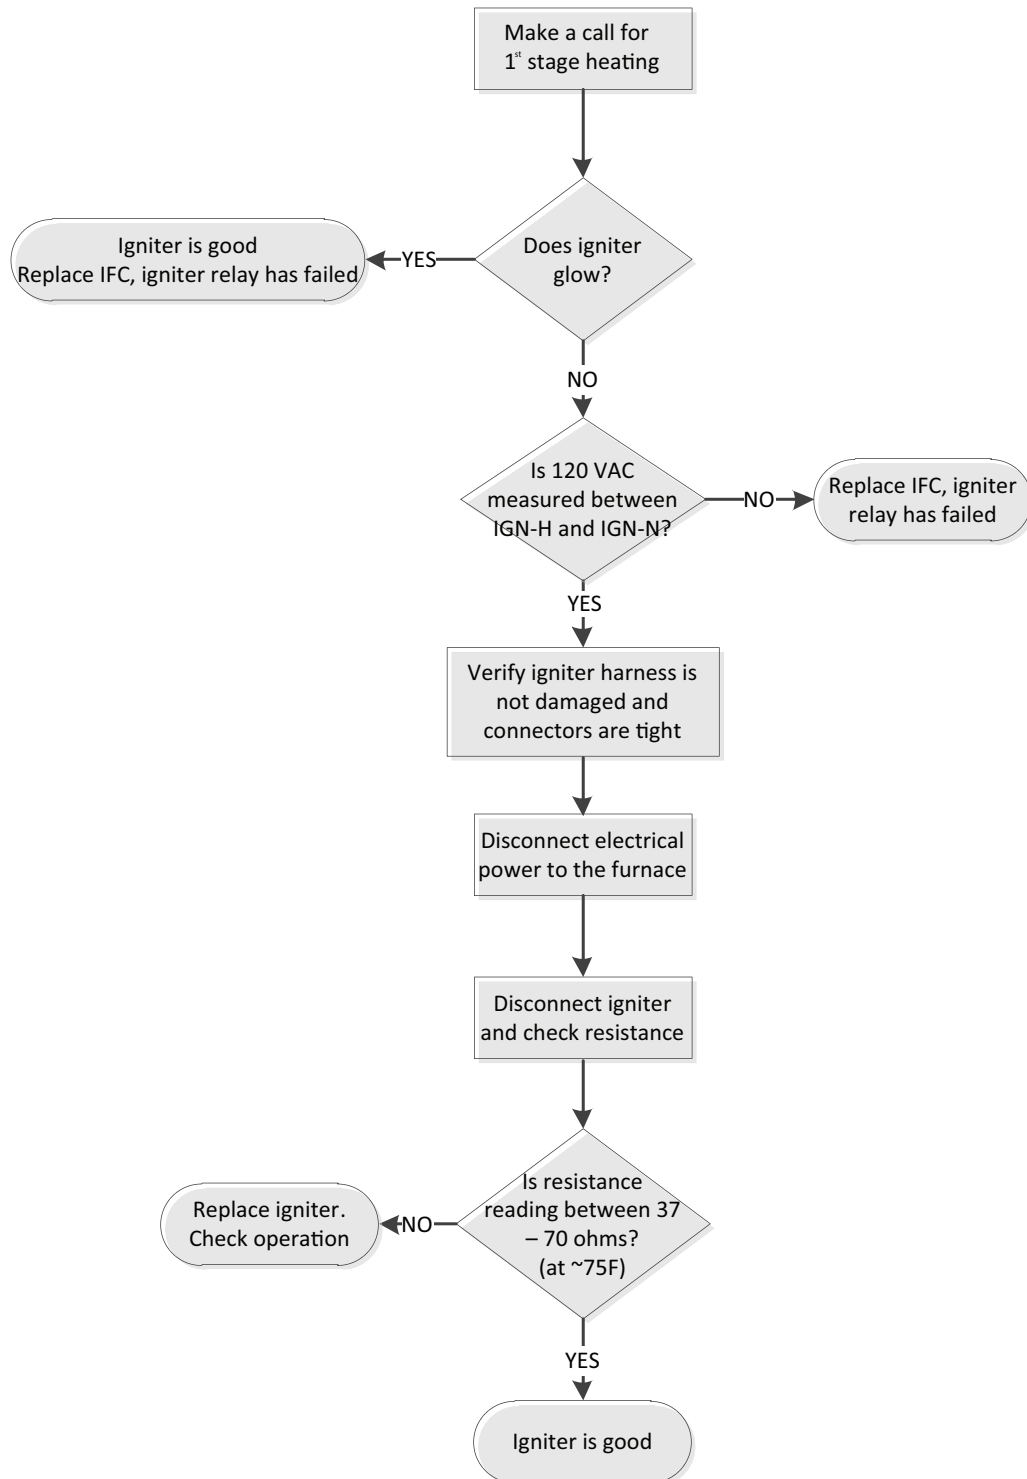 Make a call for
1st stage heating
Does igniter
glow?
YES
Igniter is good
Replace IFC, igniter relay has failed
NO
Is 120 VAC
measured between
IGN-H and IGN-N?
NO
Replace IFC, igniter
relay has failed
YES
Verify igniter harness is
not damaged and
connectors are tight
Disconnect electrical
power to the furnace
Disconnect igniter
and check resistance
Is resistance
reading between 37
– 70 ohms?
(at ~75F)
NO
Replace igniter.
Check operation
YES
Igniter is good